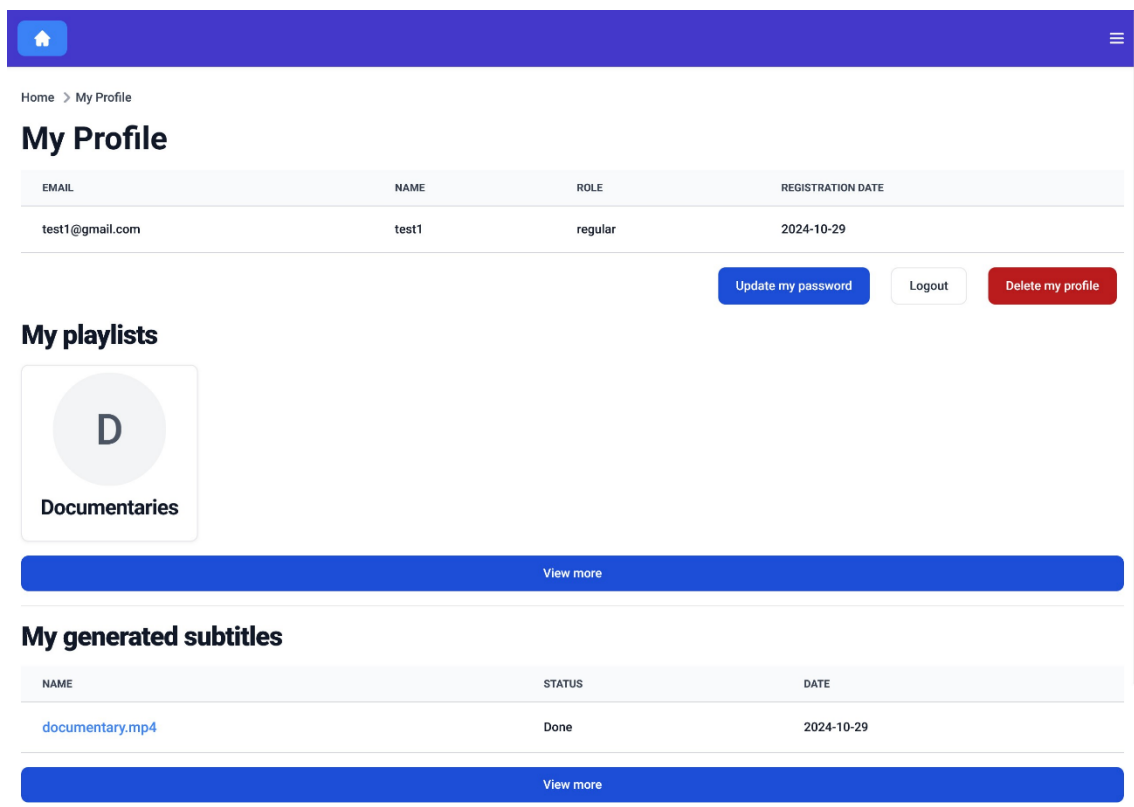 Home > My Profile
My Profile
EMAIL NAME ROLE REGISTRATION DATE
test1@gmail.com test1 regular 2024-10-29
Update my password Logout Delete my profile
My playlists
D
Documentaries
View more
My generated subtitles
NAME STATUS DATE
documentary.mp4 Done 2024-10-29
View more